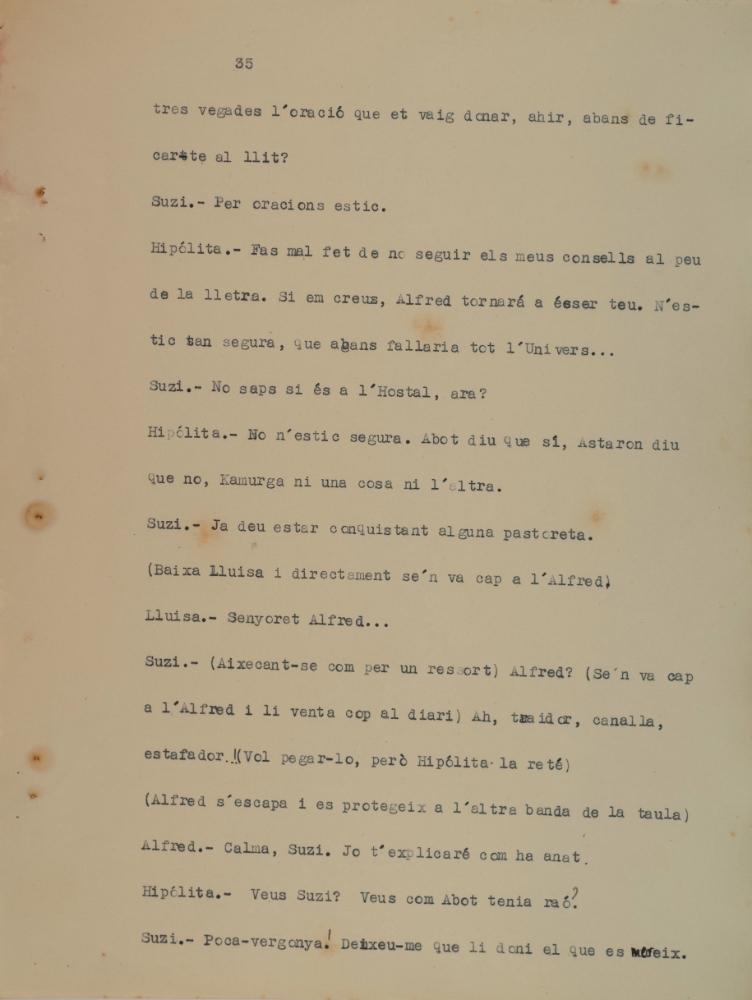 35
tres vegades l'oració que et vaig donar, ahir, abans de fi-
carte al llit?
Suzi.- Per oracions estic.
Hipólita.- Fas mal fet de no seguir els meus consells al peu
de la lletra. Si em creus, Alfred tornará a ésser teu. N'es-
tic tan segura, que abans fallaria tot l'Univers...
Suzi.- No saps si és a l'Hostal, ara?
Hipólita.- No n'estic segura. Abot diu que sí, Astaron diu
que no, Kamurga ni una cosa ni l'altra.
Suzi.- Ja deu estar conquistant alguna pastoreta.
(Baixa Lluisa i directament se'n va cap a l'Alfred)
Lluisa.- Senyoret Alfred...
Suzi.- (Aixecant-se com per un ressort) Alfred? (Se'n va cap
a l'Alfred i li venta cop al diari) Ah, traidor, canalla,
estafador.!(Vol pegar-lo, però Hipólita la reté)
(Alfred s'escapa i es protegeix a l'altra banda de la taula)
Alfred.- Calma, Suzi. Jo t'explicaré com ha anat.
Hipólita.- Veus Suzi? Veus com Abot tenia raó?
Suzi.- Poca-vergonya! Deixeu-me que li doni el que es mereix.